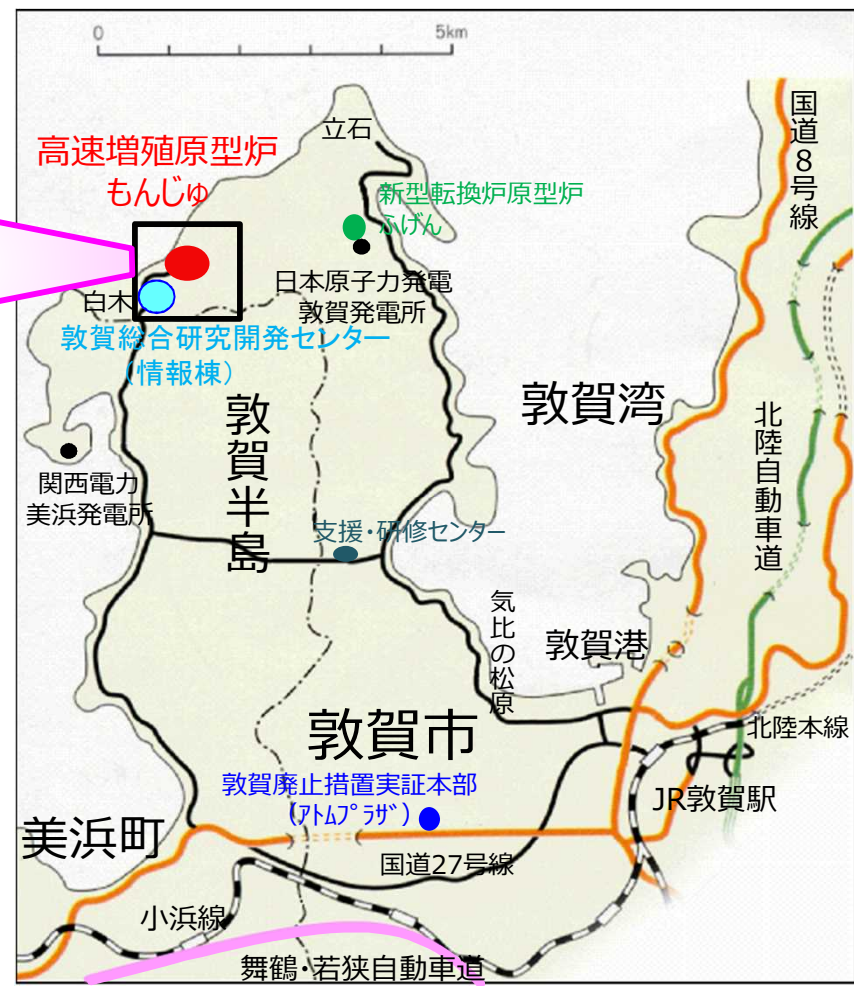 0
5km
立石
国道8号線
高速増殖原型炉
もんじゅ
新型転換炉原型炉
ふげん
日本原子力発電
敦賀発電所
白木
敦賀総合研究開発センター
(情報棟)
敦賀湾
敦賀半島
北陸自動車道
関西電力
美浜発電所
支援・研修センター
気比の松原
敦賀港
敦賀市
北陸本線
敦賀廃止措置実証本部
(アトムプラザ)
JR敦賀駅
美浜町
国道27号線
小浜線
舞鶴・若狭自動車道